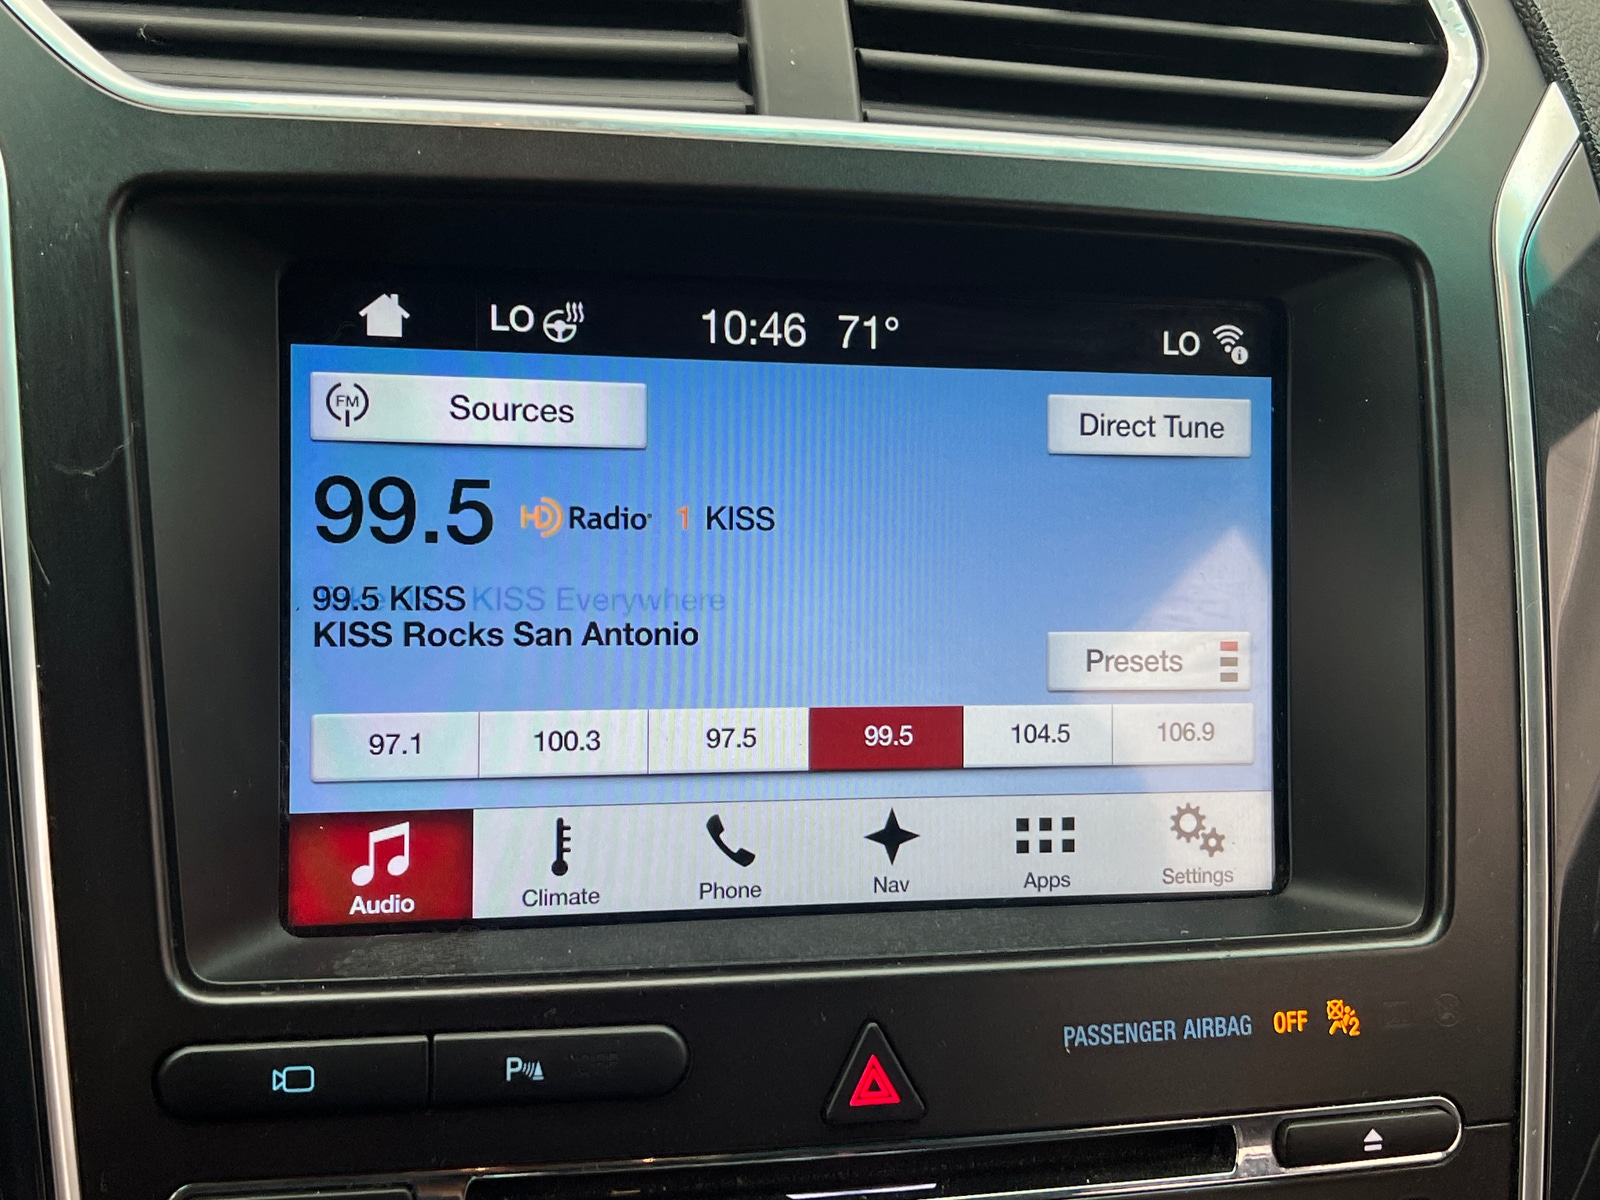 LO 10:46 71° LO
FM Sources
Direct Tune
99.5 HD Radio 1 KISS
99.5 KISS KISS Everywhere
KISS Rocks San Antonio
Presets
97.1 100.3 97.5 99.5 104.5 106.9
Audio Climate Phone Nav Apps Settings
PASSENGER AIRBAG OFF 2
P